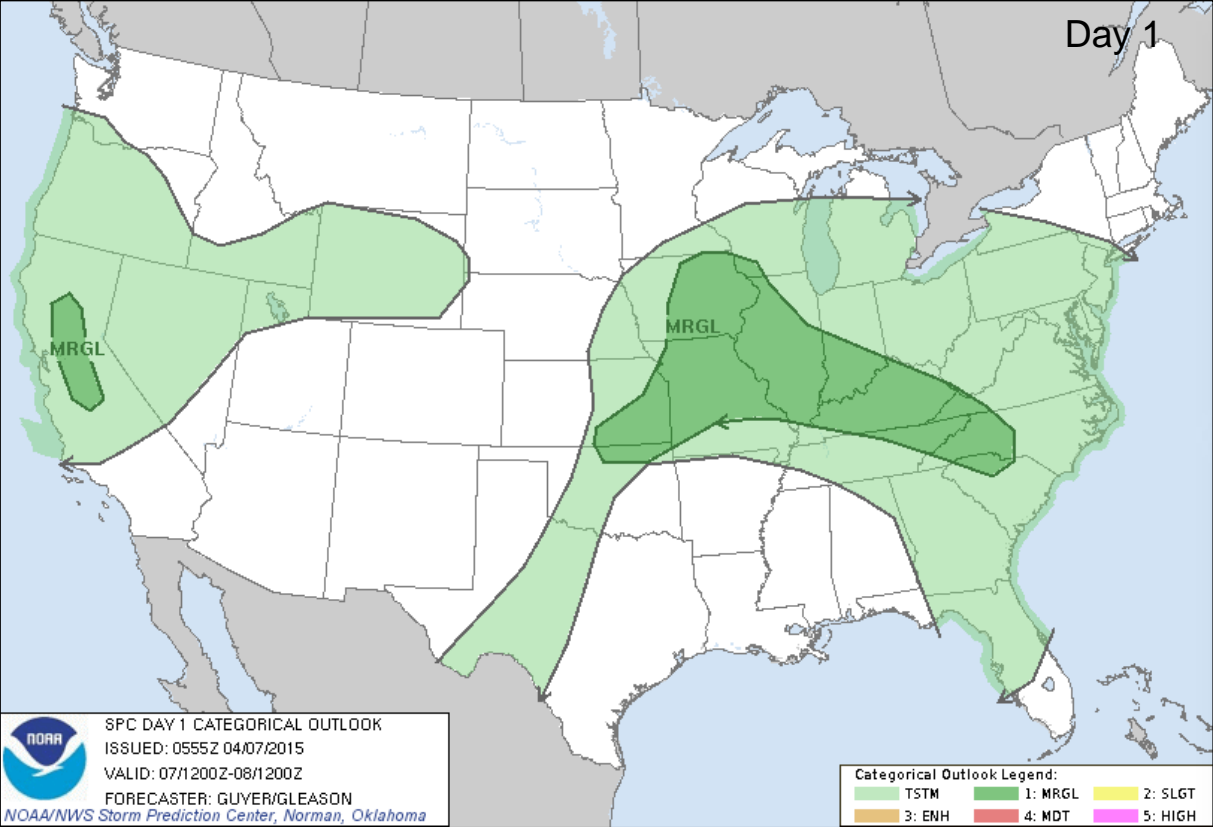 Day 1
MRGL
MRGL
NOAA
SPC DAY 1 CATEGORICAL OUTLOOK
ISSUED: 0555Z 04/07/2015
VALID: 07/1200Z-08/1200Z
FORECASTER: GUYER/GLEASON
NOAA/NWS Storm Prediction Center, Norman, Oklahoma
Categorical Outlook Legend:
TSTM 1: MRGL 2: SLGT
3: ENH 4: MDT 5: HIGH